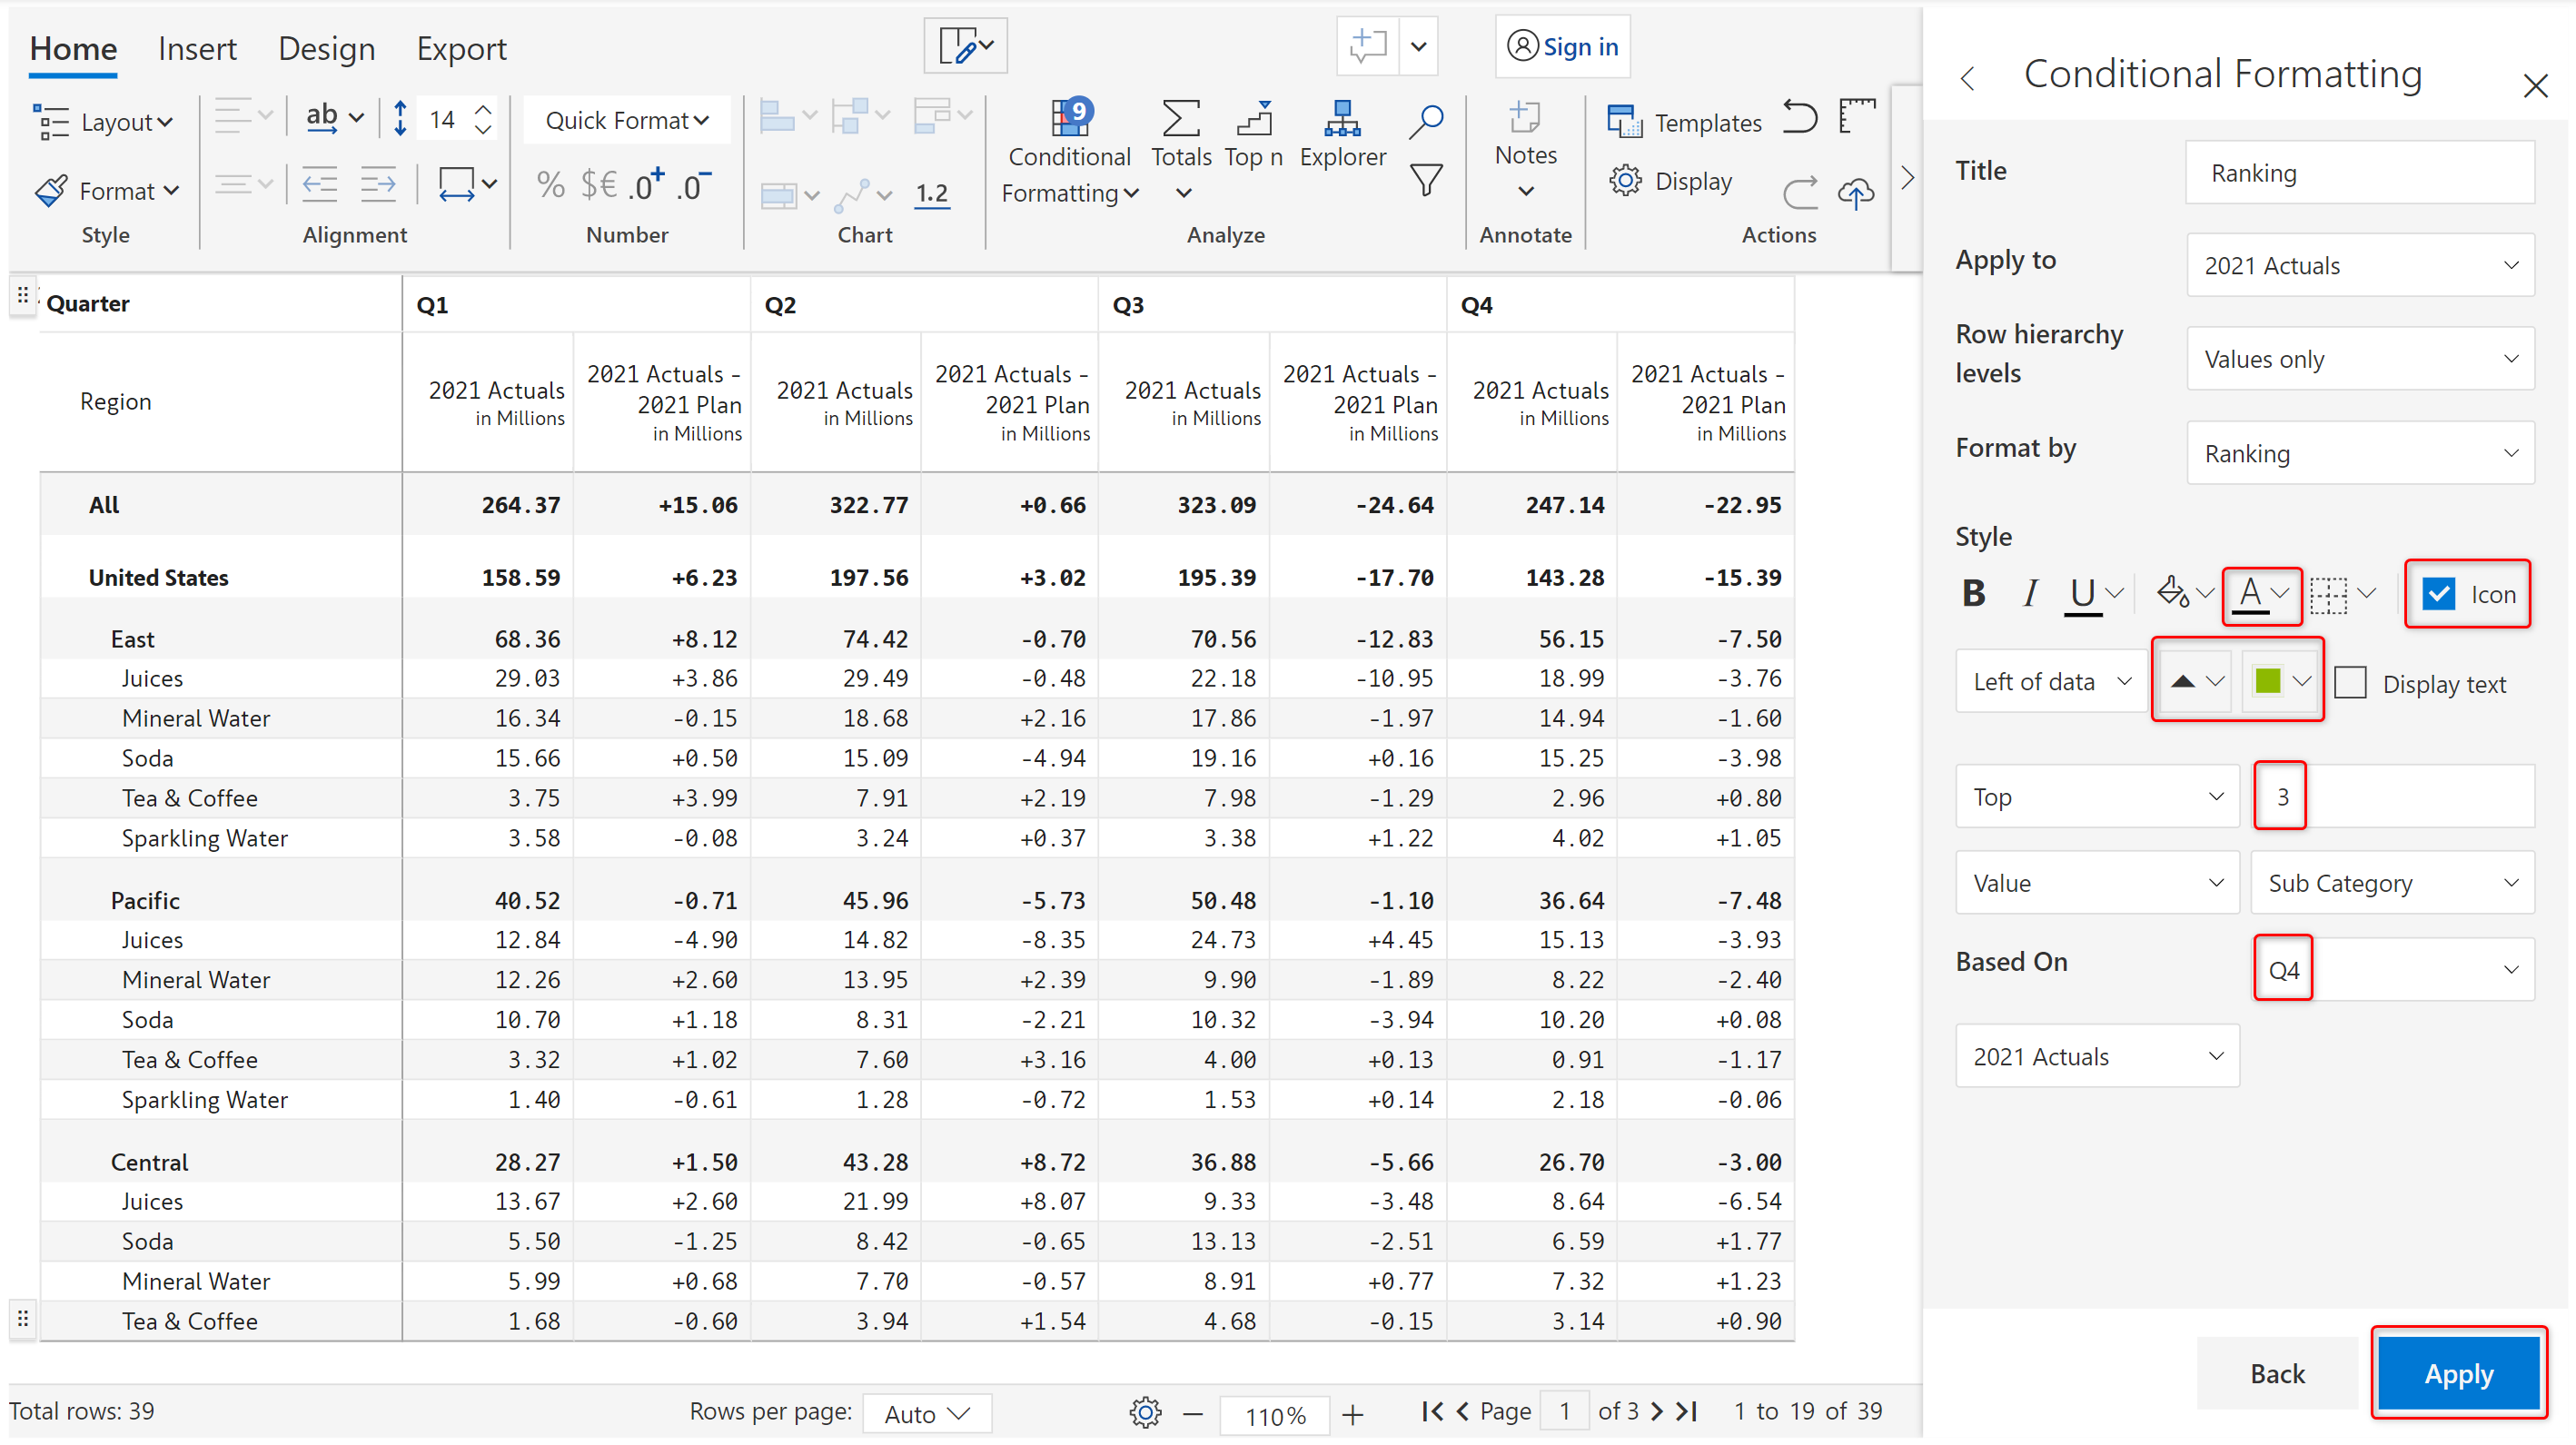 Home Insert Design Export
Sign in
Layout
ab
14
Quick Format
9
Conditional Formatting
Totals
Top n
Explorer
Notes
Templates
Format
% $€ .0+ .0-
1.2
Display
Style Alignment Number Chart Analyze Annotate Actions
Quarter Q1 Q2 Q3 Q4
Region
2021 Actuals in Millions
2021 Actuals - 2021 Plan in Millions
2021 Actuals in Millions
2021 Actuals - 2021 Plan in Millions
2021 Actuals in Millions
2021 Actuals - 2021 Plan in Millions
2021 Actuals in Millions
2021 Actuals - 2021 Plan in Millions
All 264.37 +15.06 322.77 +0.66 323.09 -24.64 247.14 -22.95
United States 158.59 +6.23 197.56 +3.02 195.39 -17.70 143.28 -15.39
East 68.36 +8.12 74.42 -0.70 70.56 -12.83 56.15 -7.50
Juices 29.03 +3.86 29.49 -0.48 22.18 -10.95 18.99 -3.76
Mineral Water 16.34 -0.15 18.68 +2.16 17.86 -1.97 14.94 -1.60
Soda 15.66 +0.50 15.09 -4.94 19.16 +0.16 15.25 -3.98
Tea & Coffee 3.75 +3.99 7.91 +2.19 7.98 -1.29 2.96 +0.80
Sparkling Water 3.58 -0.08 3.24 +0.37 3.38 +1.22 4.02 +1.05
Pacific 40.52 -0.71 45.96 -5.73 50.48 -1.10 36.64 -7.48
Juices 12.84 -4.90 14.82 -8.35 24.73 +4.45 15.13 -3.93
Mineral Water 12.26 +2.60 13.95 +2.39 9.90 -1.89 8.22 -2.40
Soda 10.70 +1.18 8.31 -2.21 10.32 -3.94 10.20 +0.08
Tea & Coffee 3.32 +1.02 7.60 +3.16 4.00 +0.13 0.91 -1.17
Sparkling Water 1.40 -0.61 1.28 -0.72 1.53 +0.14 2.18 -0.06
Central 28.27 +1.50 43.28 +8.72 36.88 -5.66 26.70 -3.00
Juices 13.67 +2.60 21.99 +8.07 9.33 -3.48 8.64 -6.54
Soda 5.50 -1.25 8.42 -0.65 13.13 -2.51 6.59 +1.77
Mineral Water 5.99 +0.68 7.70 -0.57 8.91 +0.77 7.32 +1.23
Tea & Coffee 1.68 -0.60 3.94 +1.54 4.68 -0.15 3.14 +0.90
Total rows: 39 Rows per page: Auto 110% Page 1 of 3 1 to 19 of 39
Conditional Formatting
Title Ranking
Apply to 2021 Actuals
Row hierarchy levels Values only
Format by Ranking
Style
B I U A Icon
Left of data Display text
Top 3
Value Sub Category
Based On Q4
2021 Actuals
Back Apply